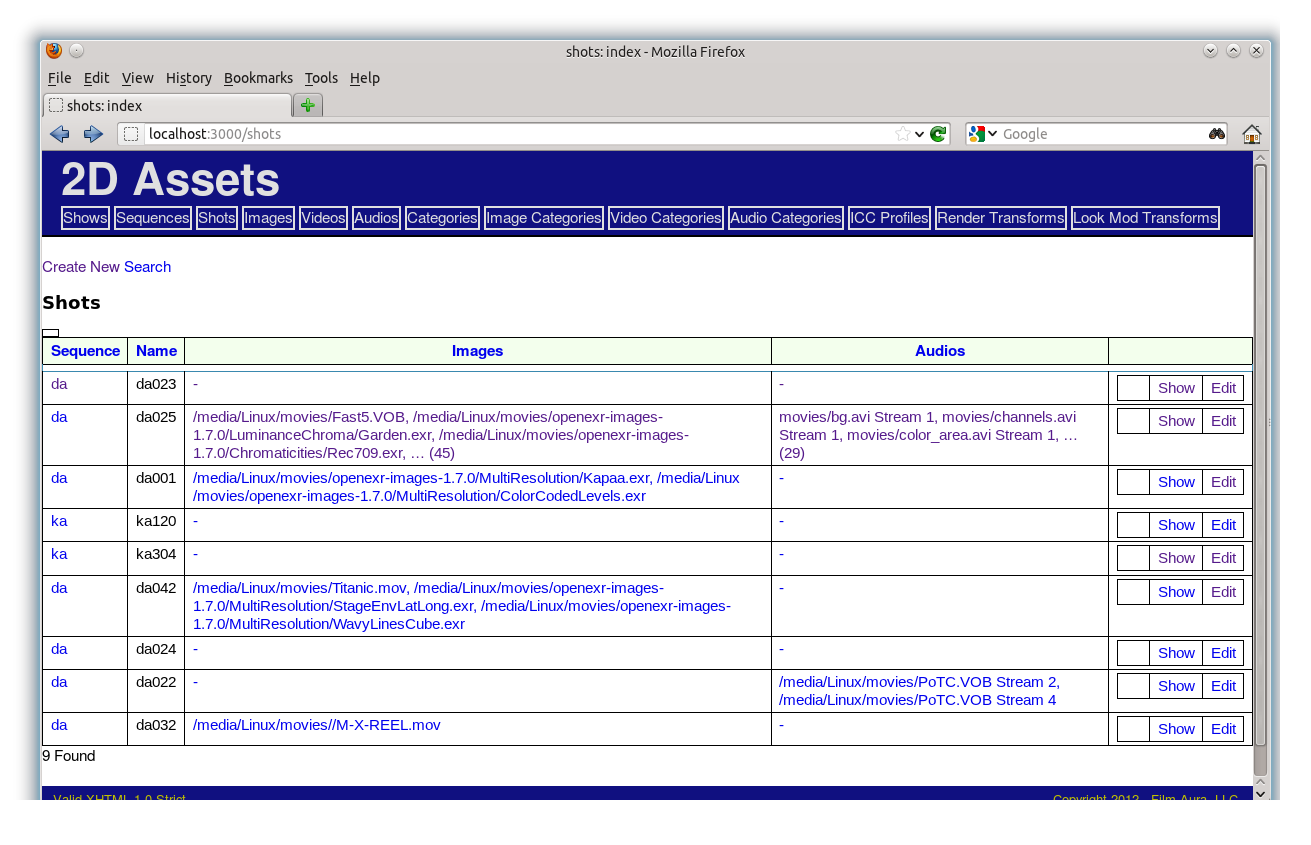 shots: index - Mozilla Firefox
File Edit View History Bookmarks Tools Help
shots: index
localhost:3000/shots Google
2D Assets
Shows Sequences Shots Images Videos Audios Categories Image Categories Video Categories Audio Categories ICC Profiles Render Transforms Look Mod Transforms
Create New Search
Shots
Sequence Name Images Audios
da da023 - - Show Edit
da da025 /media/Linux/movies/Fast5.VOB, /media/Linux/movies/openexr-images- movies/bg.avi Stream 1, movies/channels.avi Show Edit
1.7.0/LuminanceChroma/Garden.exr, /media/Linux/movies/openexr-images- Stream 1, movies/color_area.avi Stream 1, …
1.7.0/Chromaticities/Rec709.exr, … (45) (29)
da da001 /media/Linux/movies/openexr-images-1.7.0/MultiResolution/Kapaa.exr, /media/Linux - Show Edit
/movies/openexr-images-1.7.0/MultiResolution/ColorCodedLevels.exr
ka ka120 - - Show Edit
ka ka304 - - Show Edit
da da042 /media/Linux/movies/Titanic.mov, /media/Linux/movies/openexr-images- - Show Edit
1.7.0/MultiResolution/StageEnvLatLong.exr, /media/Linux/movies/openexr-images-
1.7.0/MultiResolution/WavyLinesCube.exr
da da024 - - Show Edit
da da022 - /media/Linux/movies/PoTC.VOB Stream 2, Show Edit
/media/Linux/movies/PoTC.VOB Stream 4
da da032 /media/Linux/movies//M-X-REEL.mov - Show Edit
9 Found
Valid XHTML 1.0 Strict Copyright 2012 Film Aura, LLC